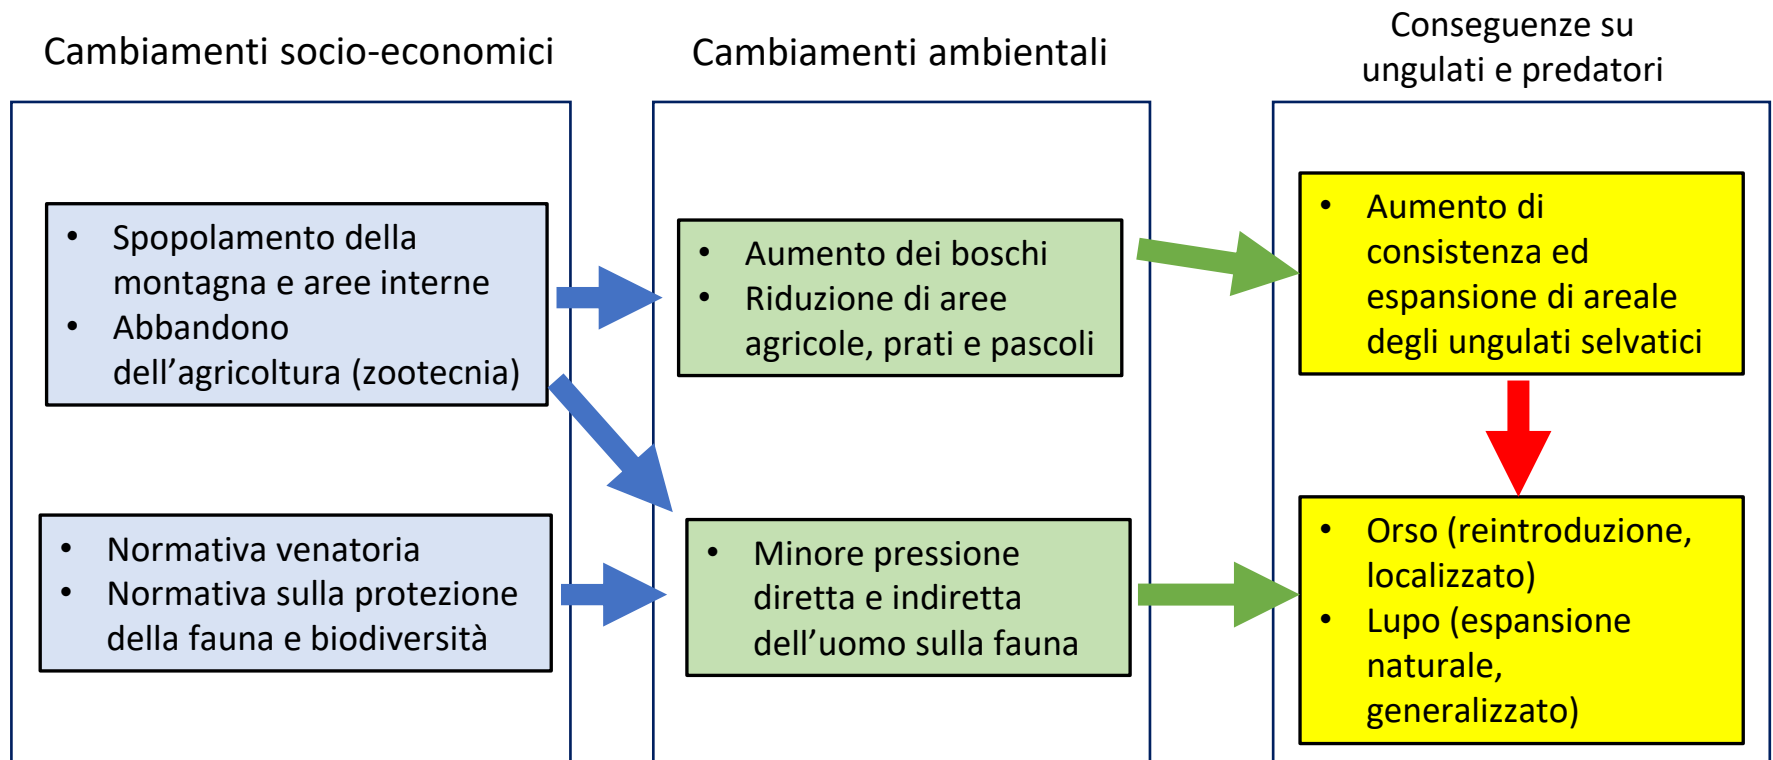 Cambiamenti socio-economici
• Spopolamento della
montagna e aree interne
• Abbandono
dell’agricoltura (zootecnia)
• Normativa venatoria
• Normativa sulla protezione
della fauna e biodiversità
Cambiamenti ambientali
• Aumento dei boschi
• Riduzione di aree
agricole, prati e pascoli
• Minore pressione
diretta e indiretta
dell’uomo sulla fauna
Conseguenze su
ungulati e predatori
• Aumento di
consistenza ed
espansione di areale
degli ungulati selvatici
• Orso (reintroduzione,
localizzato)
• Lupo (espansione
naturale,
generalizzato)